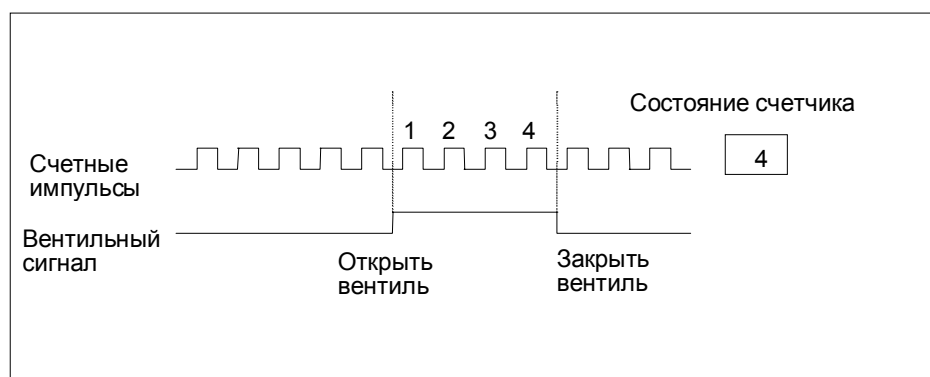 Состояние счетчика
1 2 3 4
4
Счетные
импульсы
Вентильный
сигнал
Открыть
вентиль
Закрыть
вентиль